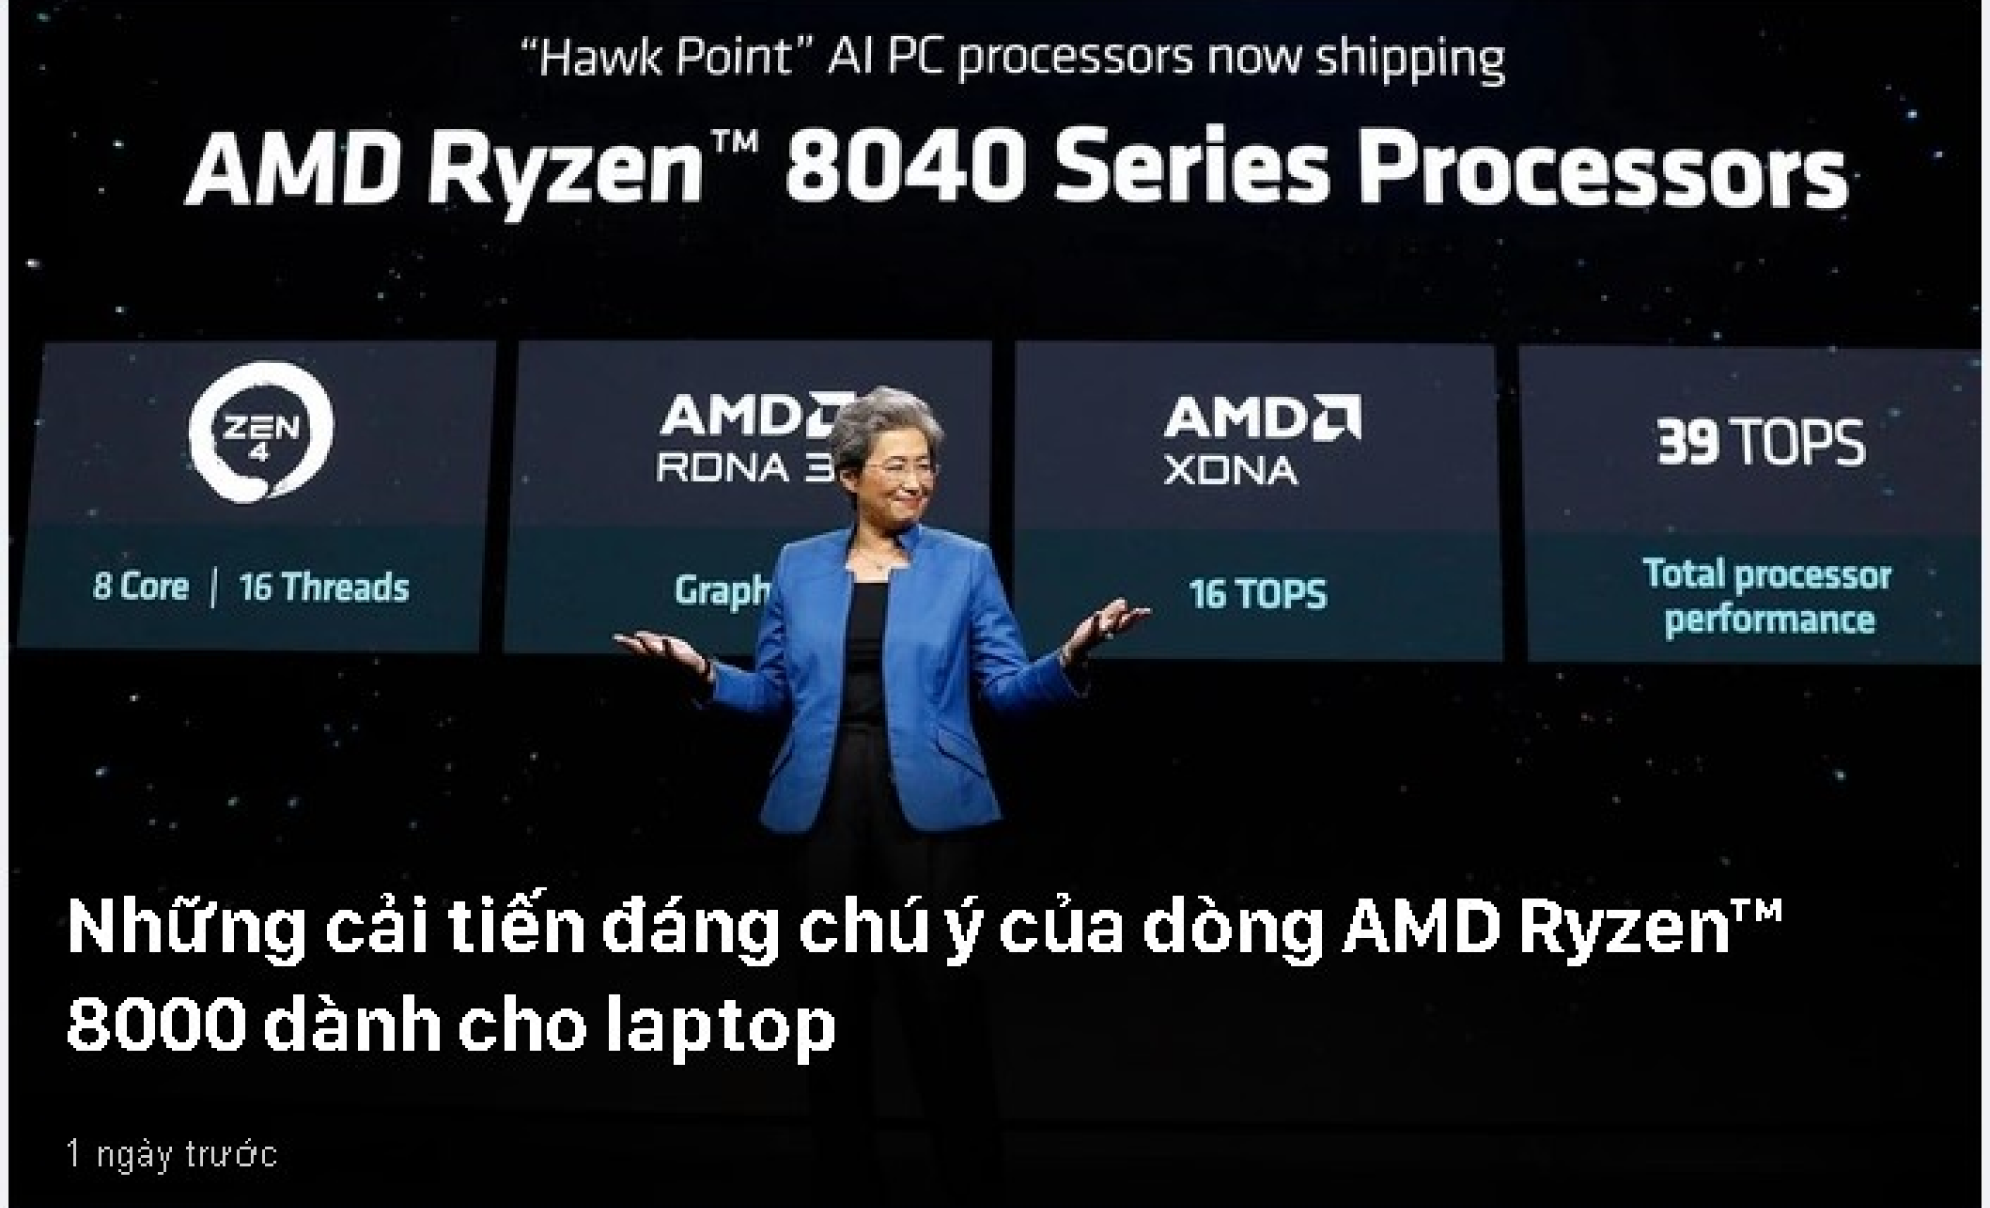 “Hawk Point” AI PC processors now shipping
AMD Ryzen™ 8040 Series Processors
ZEN
4
8 Core | 16 Threads
AMD
RDNA 3
AMD
XDNA
16 TOPS
39 TOPS
Total processor
performance
Những cải tiến đáng chú ý của dòng AMD Ryzen™
8000 dành cho laptop
1 ngày trước